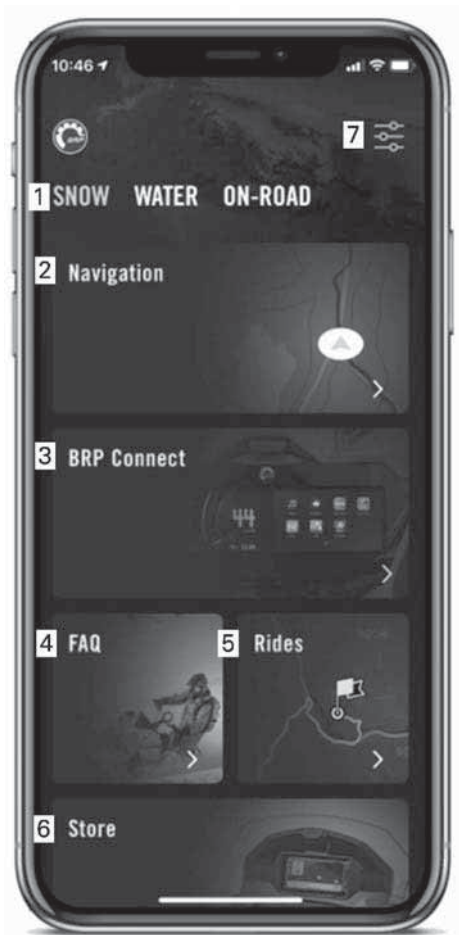 10:46
7
1 SNOW WATER ON-ROAD
2 Navigation
3 BRP Connect
4 FAQ
5 Rides
6 Store